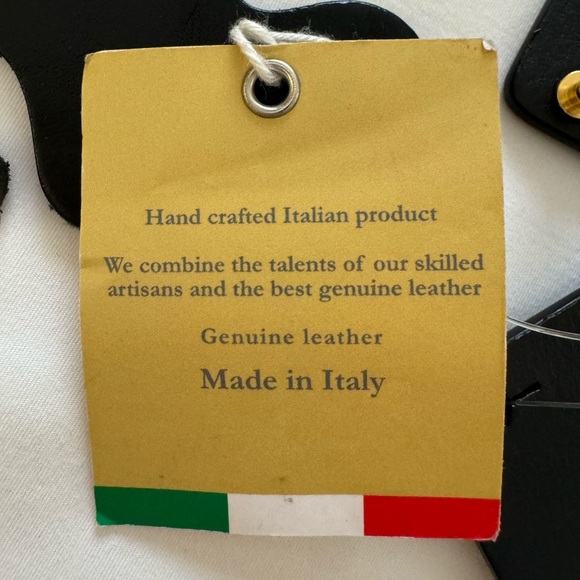 Hand crafted Italian product
We combine the talents of our skilled
artisans and the best genuine leather
Genuine leather
Made in Italy